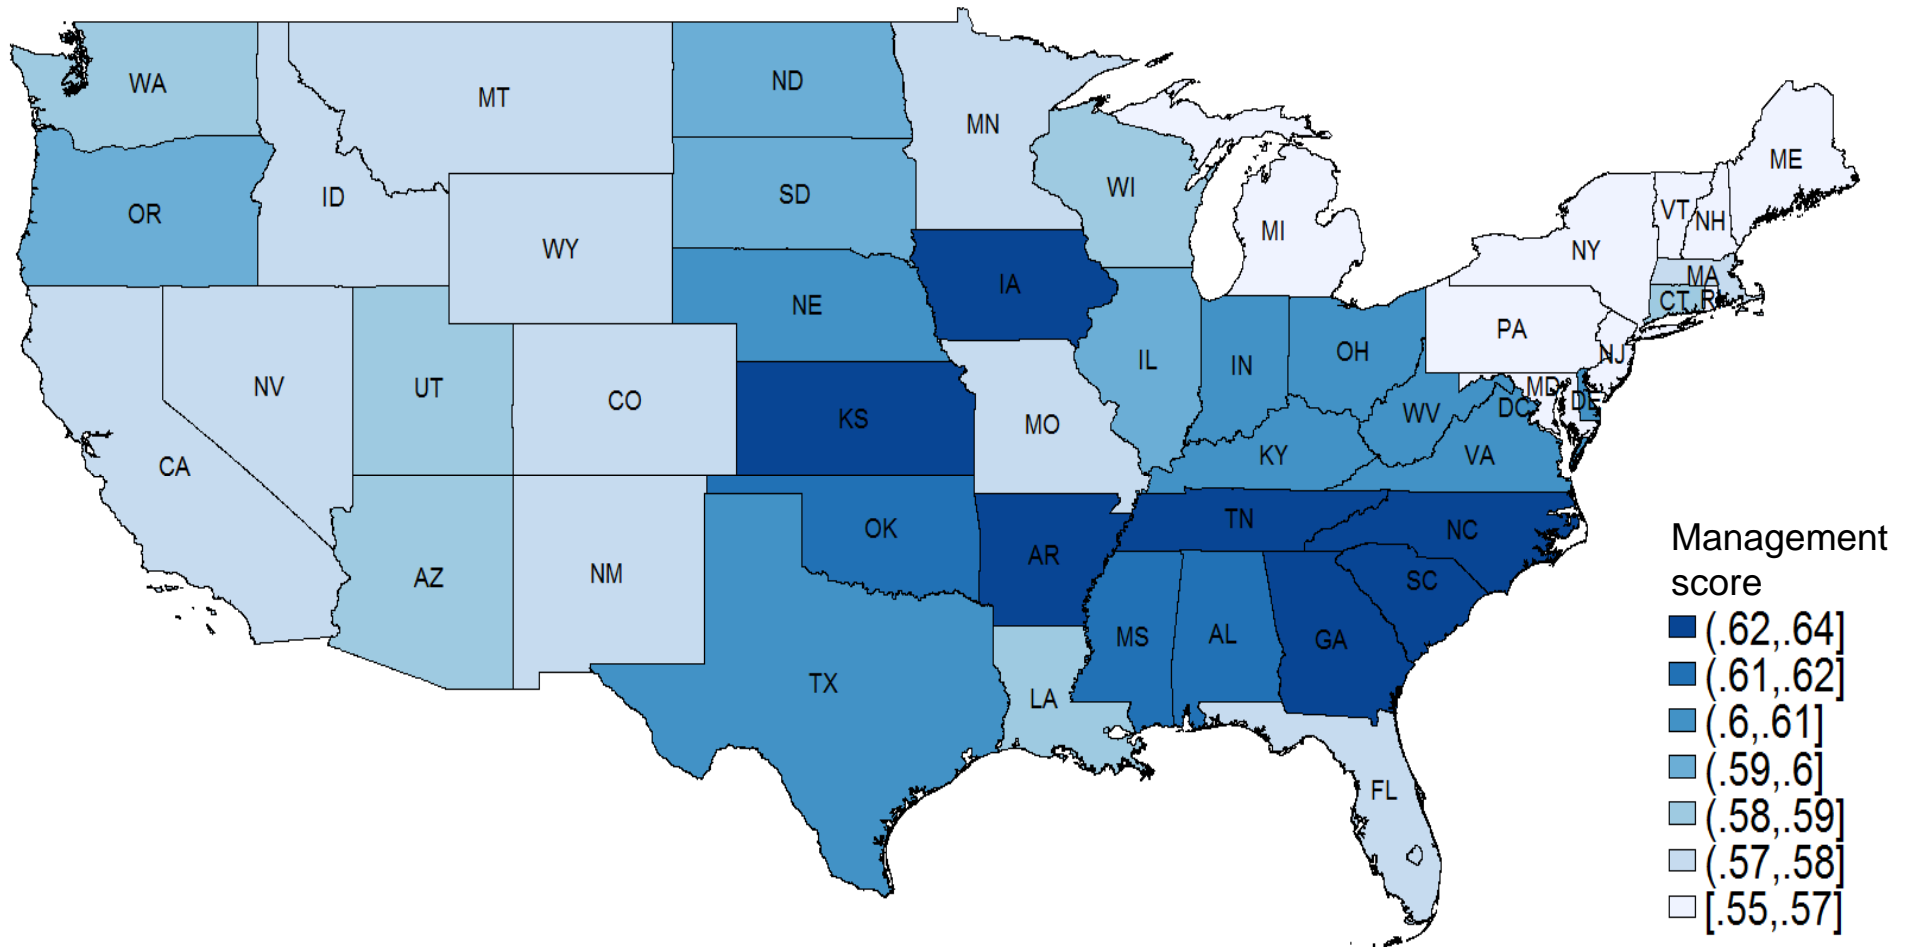 WA
MT
ND
MN
ME
OR
ID
SD
WI
VT
NH
WY
MI
NY
IA
MA
NE
CT
PA
OH
NJ
IL
IN
NV
UT
CO
MD
DE
KS
MO
WV
DC
CA
KY
VA
OK
TN
NC
AR
AZ
NM
SC
MS
AL
GA
TX
LA
FL
Management
score
(.62,.64]
(.61,.62]
(.6,.61]
(.59,.6]
(.58,.59]
(.57,.58]
[.55,.57]